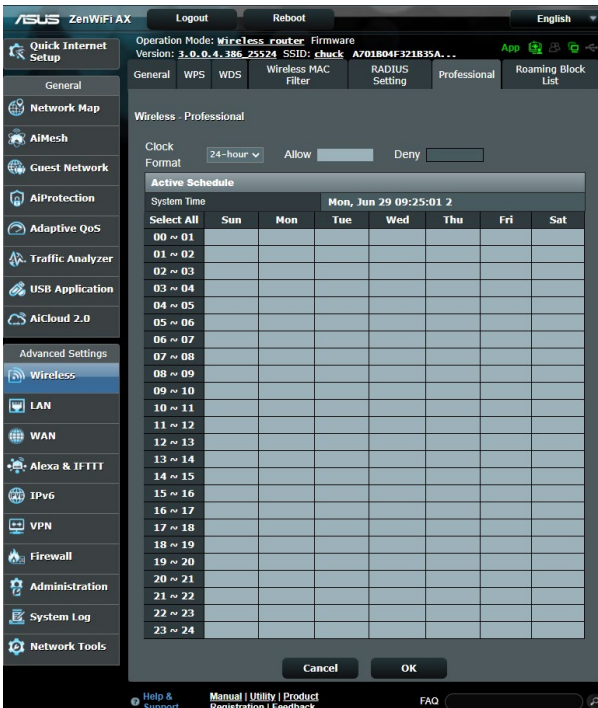 /SUS ZenWiFi AX Logout Reboot English
Quick Internet Setup
Operation Mode: Wireless router Firmware
Version: 3.0.0.4.386_25524 SSID: chuck A701B04F321B35A...
App
General WPS WDS Wireless MAC Filter RADIUS Setting Professional Roaming Block List
General
Network Map
AiMesh
Guest Network
AiProtection
Adaptive QoS
Traffic Analyzer
USB Application
AiCloud 2.0
Advanced Settings
Wireless
LAN
WAN
Alexa & IFTTT
IPv6
VPN
Firewall
Administration
System Log
Network Tools
Wireless - Professional
Clock Format 24-hour Allow Deny
Active Schedule
System Time Mon, Jun 29 09:25:01 2
Select All Sun Mon Tue Wed Thu Fri Sat
00 ~ 01
01 ~ 02
02 ~ 03
03 ~ 04
04 ~ 05
05 ~ 06
06 ~ 07
07 ~ 08
08 ~ 09
09 ~ 10
10 ~ 11
11 ~ 12
12 ~ 13
13 ~ 14
14 ~ 15
15 ~ 16
16 ~ 17
17 ~ 18
18 ~ 19
19 ~ 20
20 ~ 21
21 ~ 22
22 ~ 23
23 ~ 24
Cancel OK
Help & Support
Manual | Utility | Product
Registration | Feedback
FAQ